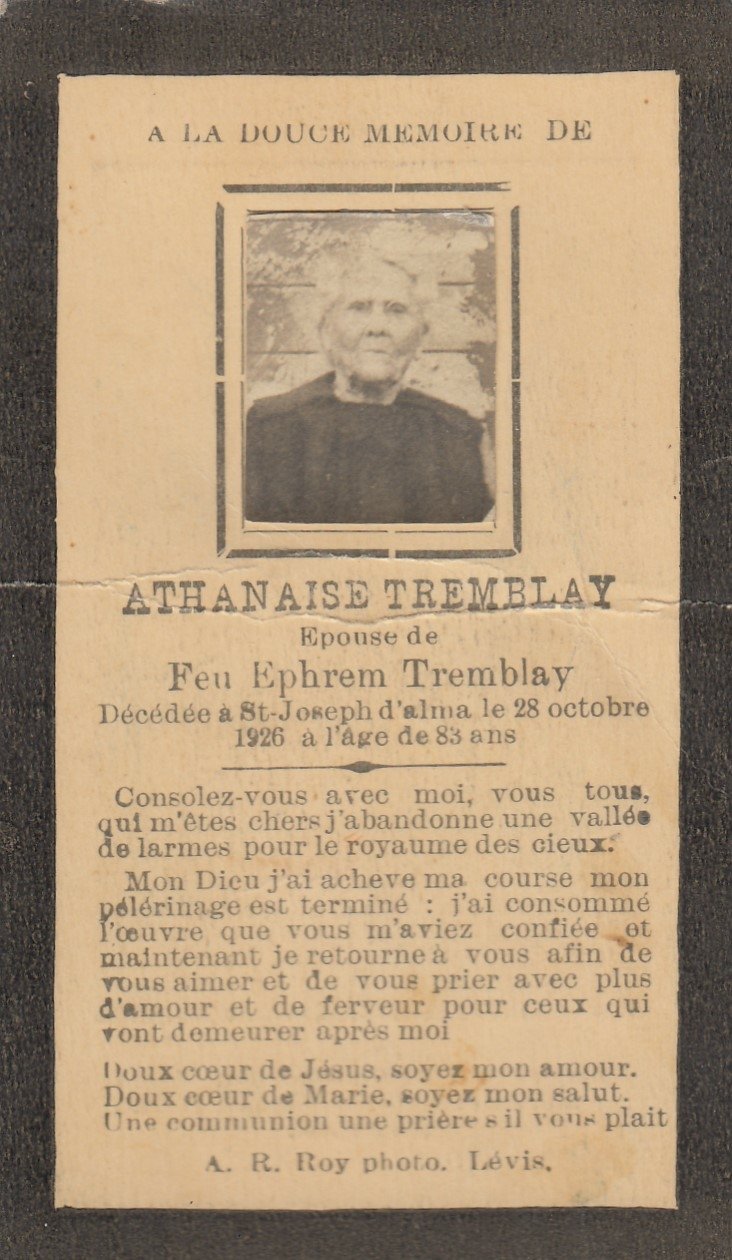 A LA DOUCE MEMOIRE DE
ATHANAISE TREMBLAY
Epouse de
Feu Ephrem Tremblay
Décédée à St-Joseph d'alma le 28 octobre
1926 à l'âge de 83 ans
Consolez-vous avec moi, vous tous,
qui m'êtes chers j'abandonne une vallée
de larmes pour le royaume des cieux.
Mon Dieu j'ai acheve ma course mon
pélérinage est terminé : j'ai consommé
l'œuvre que vous m'aviez confiée et
maintenant je retourne à vous afin de
vous aimer et de vous prier avec plus
d'amour et de ferveur pour ceux qui
vont demeurer après moi
Doux cœur de Jésus, soyez mon amour.
Doux cœur de Marie, soyez mon salut.
Une communion une prière s il vous plait
A. R. Roy photo. Lévis.